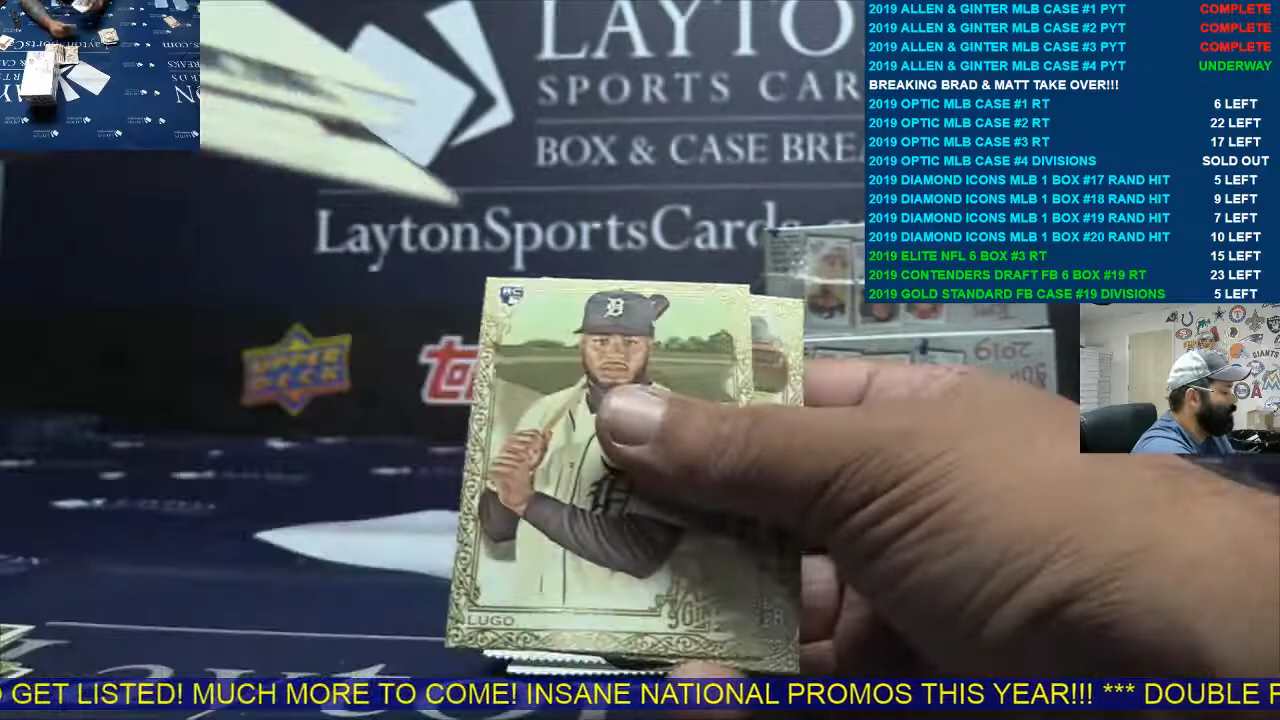 LAYTO
SPORTS CAR
BOX & CASE BREA
LaytonSportsCards.c
2019 ALLEN & GINTER MLB CASE #1 PYT COMPLETE
2019 ALLEN & GINTER MLB CASE #2 PYT COMPLETE
2019 ALLEN & GINTER MLB CASE #3 PYT COMPLETE
2019 ALLEN & GINTER MLB CASE #4 PYT UNDERWAY
BREAKING BRAD & MATT TAKE OVER!!!
2019 OPTIC MLB CASE #1 RT 6 LEFT
2019 OPTIC MLB CASE #2 RT 22 LEFT
2019 OPTIC MLB CASE #3 RT 17 LEFT
2019 OPTIC MLB CASE #4 DIVISIONS SOLD OUT
2019 DIAMOND ICONS MLB 1 BOX #17 RAND HIT 5 LEFT
2019 DIAMOND ICONS MLB 1 BOX #18 RAND HIT 9 LEFT
2019 DIAMOND ICONS MLB 1 BOX #19 RAND HIT 7 LEFT
2019 DIAMOND ICONS MLB 1 BOX #20 RAND HIT 10 LEFT
2019 ELITE NFL 6 BOX #3 RT 15 LEFT
2019 CONTENDERS DRAFT FB 6 BOX #19 RT 23 LEFT
2019 GOLD STANDARD FB CASE #19 DIVISIONS 5 LEFT
RC
D
UPPER
DECK
to
2019
GIANTS
LUGO
GET LISTED! MUCH MORE TO COME! INSANE NATIONAL PROMOS THIS YEAR!!! *** DOUBLE